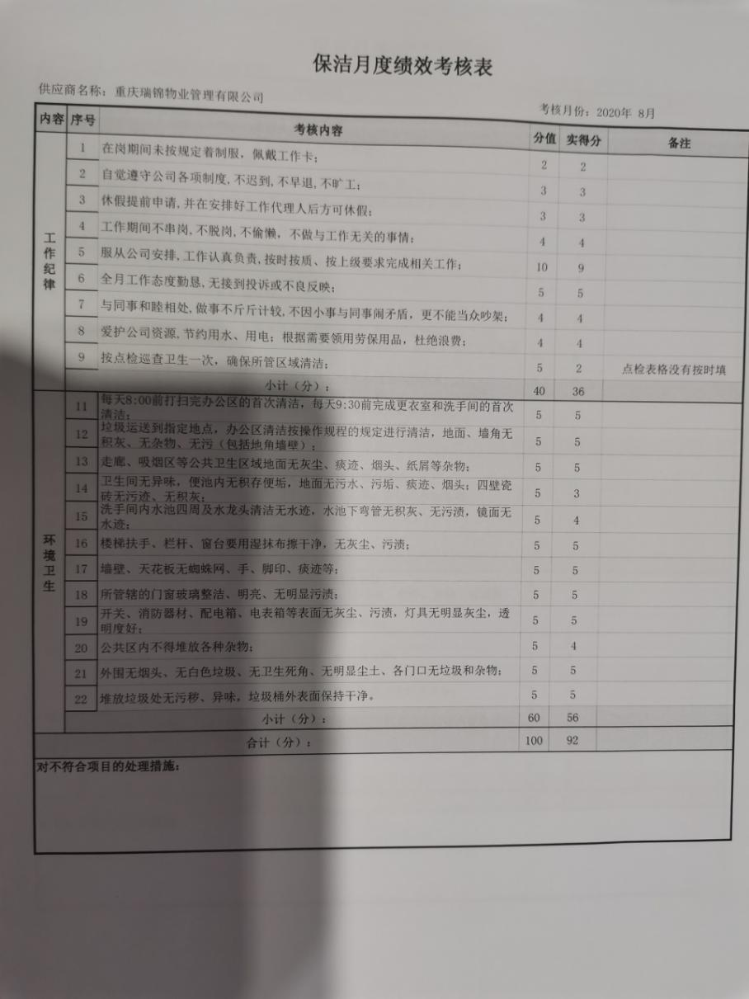 保洁月度绩效考核表
供应商名称：重庆瑞锦物业管理有限公司
考核月份：2020年 8月
内容 序号 考核内容 分值 实得分 备注
工作纪律
1 在岗期间未按规定着制服，佩戴工作卡； 2 2
2 自觉遵守公司各项制度,不迟到,不早退,不旷工； 3 3
3 休假提前申请,并在安排好工作代理人后方可休假； 3 3
4 工作期间不串岗,不脱岗,不偷懒，不做与工作无关的事情； 4 4
5 服从公司安排,工作认真负责,按时按质、按上级要求完成相关工作； 10 9
6 全月工作态度勤恳,无接到投诉或不良反映； 5 5
7 与同事和睦相处,做事不斤斤计较,不因小事与同事闹矛盾，更不能当众吵架； 4 4
8 爱护公司资源,节约用水、用电；根据需要领用劳保用品，杜绝浪费； 4 4
9 按点检巡查卫生一次，确保所管区域清洁； 5 2 点检表格没有按时填
小计（分）： 40 36
环境卫生
11 每天8:00前打扫完办公区的首次清洁，每天9:30前完成更衣室和洗手间的首次
清洁； 5 5
12 垃圾运送到指定地点，办公区清洁按操作规程的规定进行清洁，地面、墙角无
积灰、无杂物、无污（包括地角墙壁）； 5 5
13 走廊、吸烟区等公共卫生区域地面无灰尘、痰迹、烟头、纸屑等杂物； 5 5
14 卫生间无异味，便池内无积存便垢，地面无污水、污垢、痰迹、烟头；四壁瓷
砖无污迹、无积灰； 5 3
15 洗手间内水池四周及水龙头清洁无水迹，水池下弯管无积灰、无污渍，镜面无
水迹； 5 4
16 楼梯扶手、栏杆、窗台要用湿抹布擦干净，无灰尘、污渍； 5 5
17 墙壁、天花板无蜘蛛网、手、脚印、痰迹等； 5 5
18 所管辖的门窗玻璃整洁、明亮、无明显污渍； 5 5
19 开关、消防器材、配电箱、电表箱等表面无灰尘、污渍，灯具无明显灰尘，透
明度好； 5 5
20 公共区内不得堆放各种杂物； 5 4
21 外围无烟头、无白色垃圾、无卫生死角、无明显尘土、各门口无垃圾和杂物； 5 5
22 堆放垃圾处无污秽、异味，垃圾桶外表面保持干净。 5 5
小计（分）： 60 56
合计（分）： 100 92
对不符合项目的处理措施：